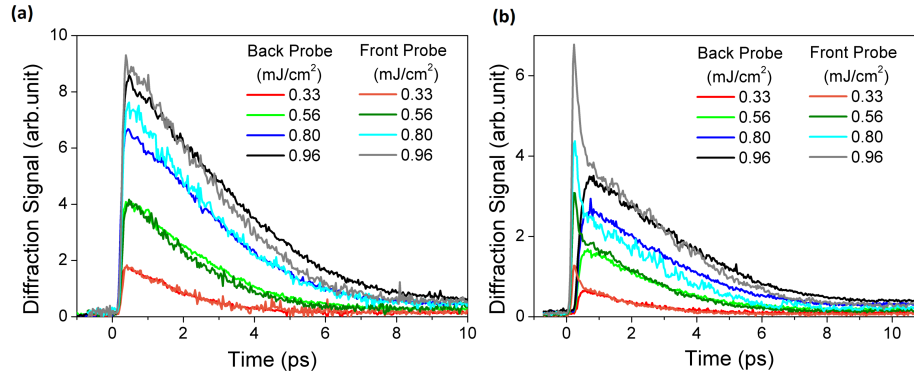 (a)
Diffraction Signal (arb.unit)
10
8
6
4
2
0
Back Probe Front Probe
(mJ/cm²) (mJ/cm²)
0.33 0.33
0.56 0.56
0.80 0.80
0.96 0.96
0 2 4 6 8 10
Time (ps)
(b)
Diffraction Signal (arb.unit)
6
4
2
0
Back Probe Front Probe
(mJ/cm²) (mJ/cm²)
0.33 0.33
0.56 0.56
0.80 0.80
0.96 0.96
0 2 4 6 8 10
Time (ps)